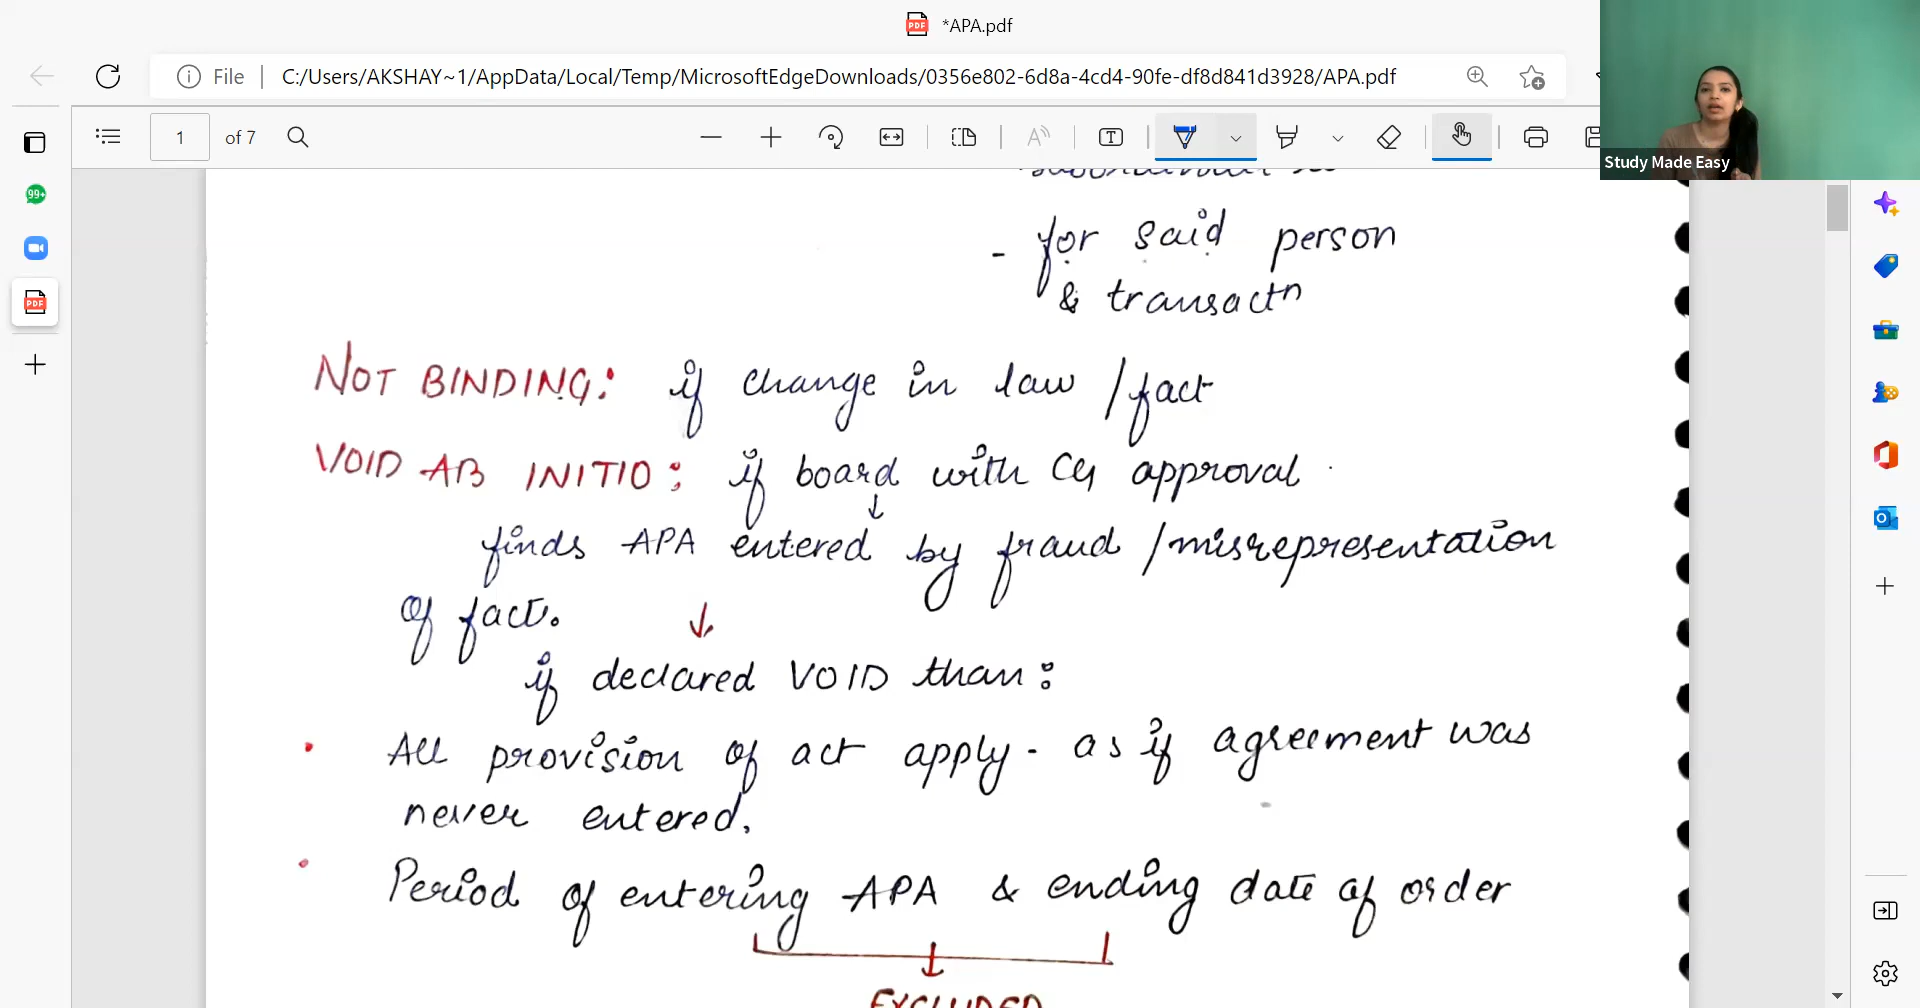 *APA.pdf
File
C:/Users/AKSHAY~1/AppData/Local/Temp/MicrosoftEdgeDownloads/0356e802-6d8a-4cd4-90fe-df8d841d3928/APA.pdf
1 of 7
Study Made Easy
99+
- for said person
& transactn
NOT BINDING: if change in law / fact
VOID AB INITIO: if board with CG approval
finds APA entered by fraud / misrepresentation
of fact.
if declared VOID than:
• All provision of act apply - as if agreement was
never entered.
• Period of entering APA & ending date of order
EXCLUDED